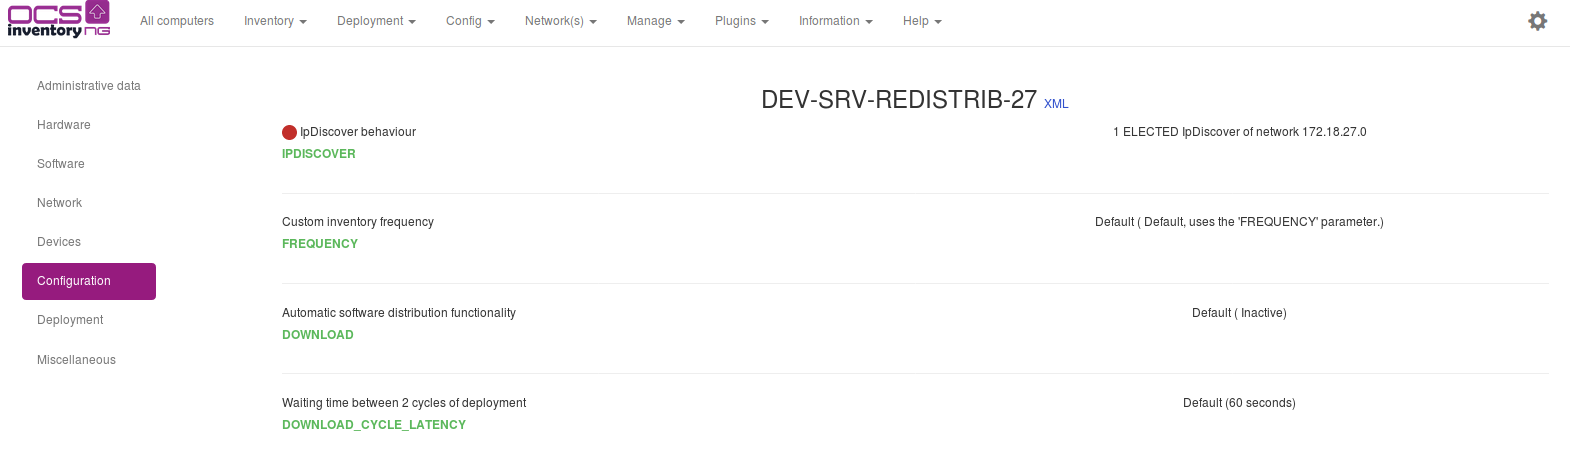 OCS
inventory NG
All computers Inventory Deployment Config Network(s) Manage Plugins Information Help
Administrative data
Hardware
Software
Network
Devices
Configuration
Deployment
Miscellaneous
DEV-SRV-REDISTRIB-27 XML
IpDiscover behaviour 1 ELECTED IpDiscover of network 172.18.27.0
IPDISCOVER
Custom inventory frequency Default ( Default, uses the 'FREQUENCY' parameter.)
FREQUENCY
Automatic software distribution functionality Default ( Inactive)
DOWNLOAD
Waiting time between 2 cycles of deployment Default (60 seconds)
DOWNLOAD_CYCLE_LATENCY